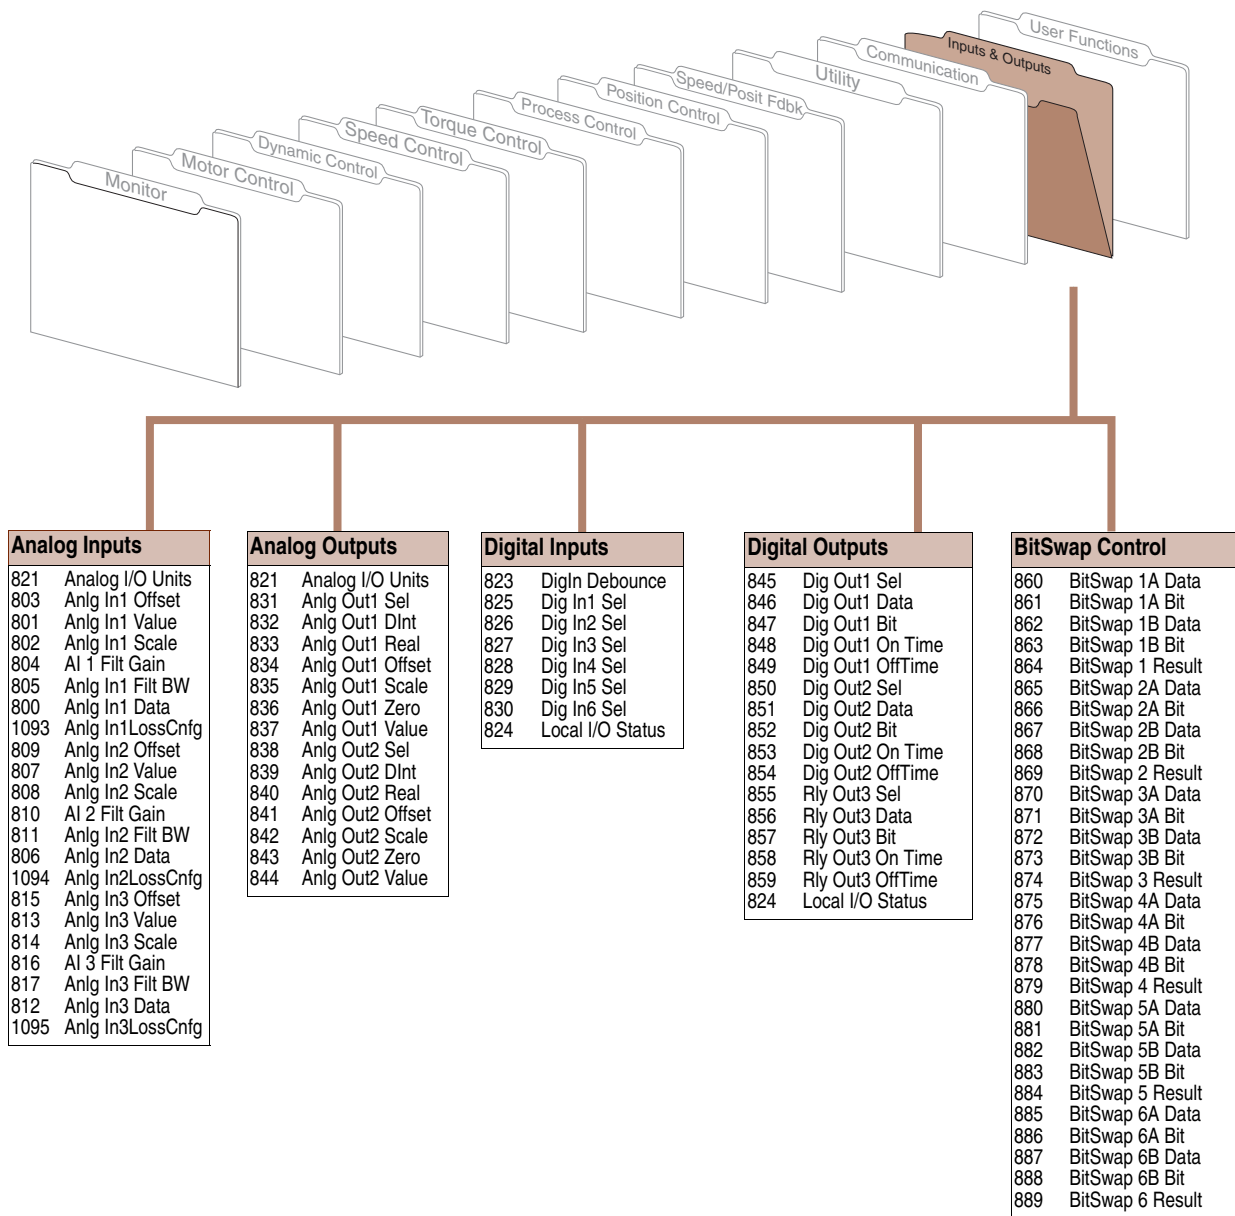 User Functions
Inputs & Outputs
Communication
Utility
Speed/Posit Fdbk
Position Control
Process Control
Torque Control
Speed Control
Dynamic Control
Motor Control
Monitor
Analog Inputs
821 Analog I/O Units
803 Anlg In1 Offset
801 Anlg In1 Value
802 Anlg In1 Scale
804 AI 1 Filt Gain
805 Anlg In1 Filt BW
800 Anlg In1 Data
1093 Anlg In1LossCnfg
809 Anlg In2 Offset
807 Anlg In2 Value
808 Anlg In2 Scale
810 AI 2 Filt Gain
811 Anlg In2 Filt BW
806 Anlg In2 Data
1094 Anlg In2LossCnfg
815 Anlg In3 Offset
813 Anlg In3 Value
814 Anlg In3 Scale
816 AI 3 Filt Gain
817 Anlg In3 Filt BW
812 Anlg In3 Data
1095 Anlg In3LossCnfg
Analog Outputs
821 Analog I/O Units
831 Anlg Out1 Sel
832 Anlg Out1 DInt
833 Anlg Out1 Real
834 Anlg Out1 Offset
835 Anlg Out1 Scale
836 Anlg Out1 Zero
837 Anlg Out1 Value
838 Anlg Out2 Sel
839 Anlg Out2 DInt
840 Anlg Out2 Real
841 Anlg Out2 Offset
842 Anlg Out2 Scale
843 Anlg Out2 Zero
844 Anlg Out2 Value
Digital Inputs
823 DigIn Debounce
825 Dig In1 Sel
826 Dig In2 Sel
827 Dig In3 Sel
828 Dig In4 Sel
829 Dig In5 Sel
830 Dig In6 Sel
824 Local I/O Status
Digital Outputs
845 Dig Out1 Sel
846 Dig Out1 Data
847 Dig Out1 Bit
848 Dig Out1 On Time
849 Dig Out1 OffTime
850 Dig Out2 Sel
851 Dig Out2 Data
852 Dig Out2 Bit
853 Dig Out2 On Time
854 Dig Out2 OffTime
855 Rly Out3 Sel
856 Rly Out3 Data
857 Rly Out3 Bit
858 Rly Out3 On Time
859 Rly Out3 OffTime
824 Local I/O Status
BitSwap Control
860 BitSwap 1A Data
861 BitSwap 1A Bit
862 BitSwap 1B Data
863 BitSwap 1B Bit
864 BitSwap 1 Result
865 BitSwap 2A Data
866 BitSwap 2A Bit
867 BitSwap 2B Data
868 BitSwap 2B Bit
869 BitSwap 2 Result
870 BitSwap 3A Data
871 BitSwap 3A Bit
872 BitSwap 3B Data
873 BitSwap 3B Bit
874 BitSwap 3 Result
875 BitSwap 4A Data
876 BitSwap 4A Bit
877 BitSwap 4B Data
878 BitSwap 4B Bit
879 BitSwap 4 Result
880 BitSwap 5A Data
881 BitSwap 5A Bit
882 BitSwap 5B Data
883 BitSwap 5B Bit
884 BitSwap 5 Result
885 BitSwap 6A Data
886 BitSwap 6A Bit
887 BitSwap 6B Data
888 BitSwap 6B Bit
889 BitSwap 6 Result